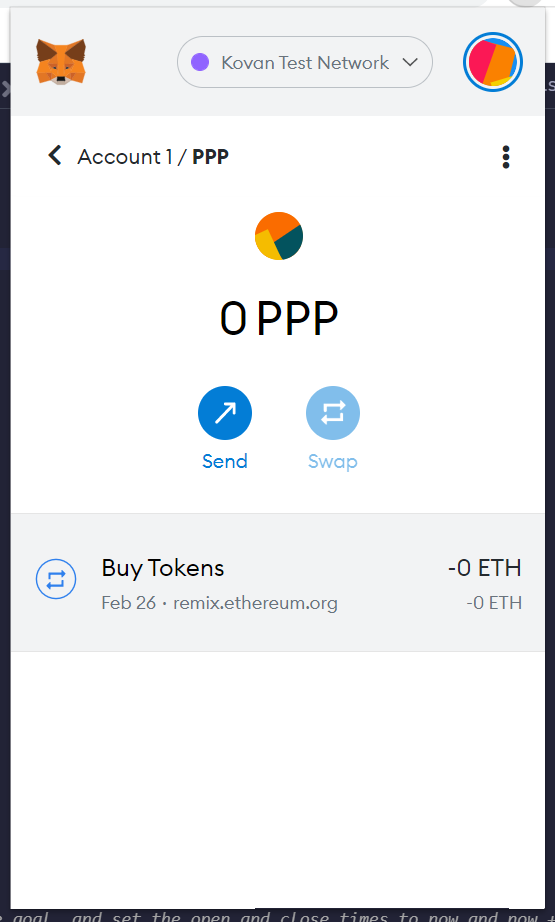 Kovan Test Network
Account 1 / PPP
0 PPP
Send
Swap
Buy Tokens
-0 ETH
Feb 26 · remix.ethereum.org
-0 ETH
goal, and set the open and close times to now and now +